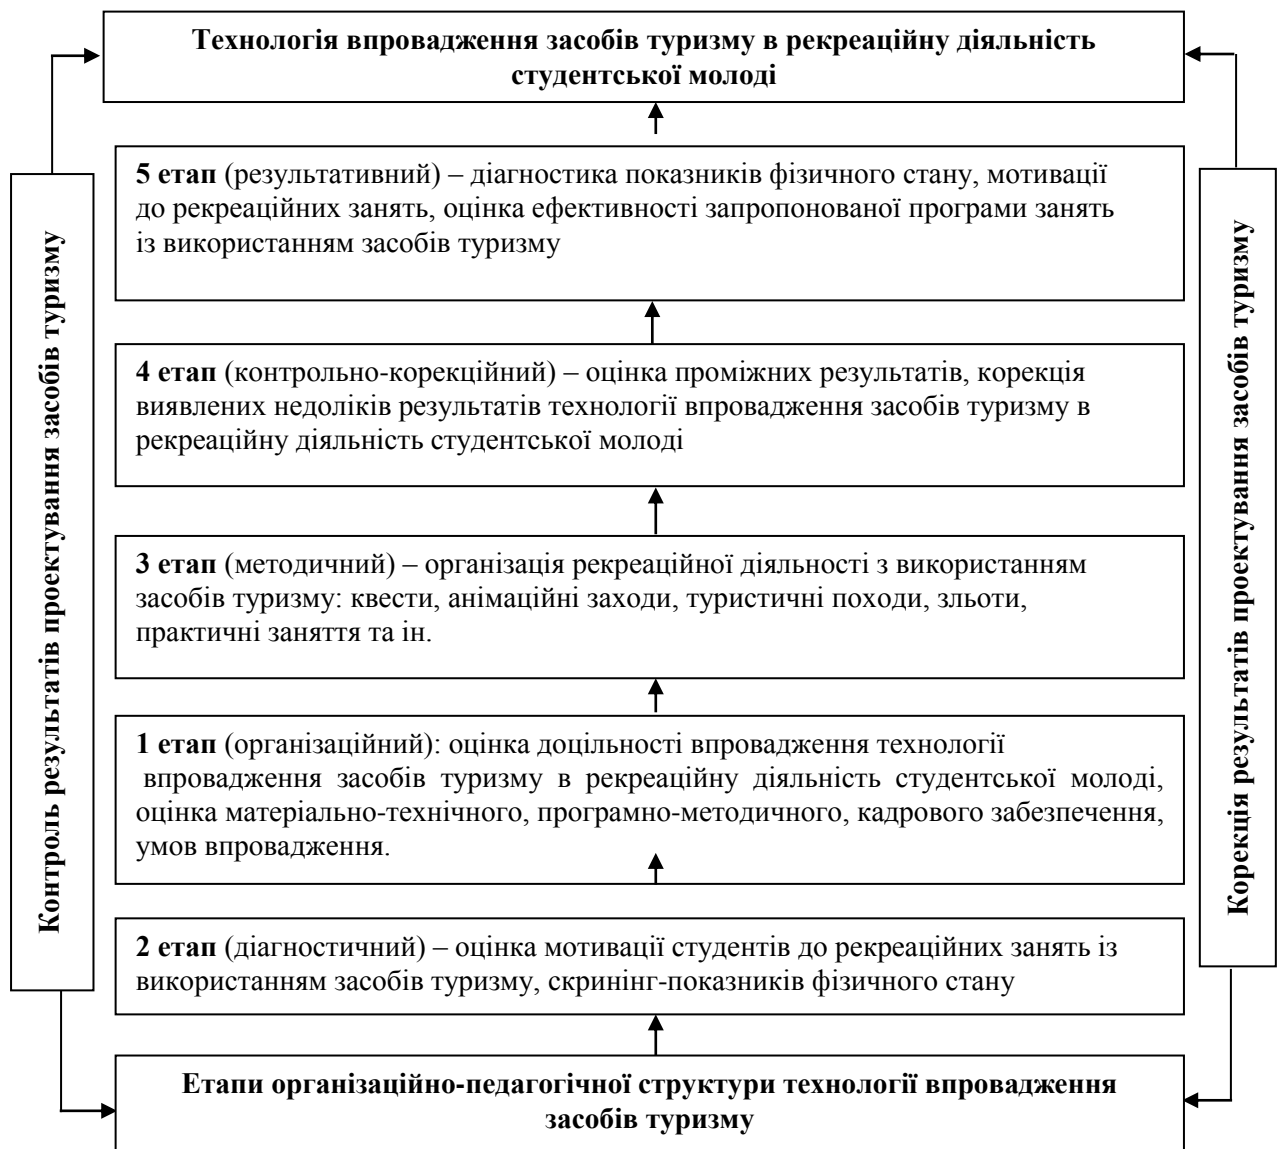 Технологія впровадження засобів туризму в рекреаційну діяльність
студентської молоді
5 етап (результативний) – діагностика показників фізичного стану, мотивації
до рекреаційних занять, оцінка ефективності запропонованої програми занять
із використанням засобів туризму
4 етап (контрольно-корекційний) – оцінка проміжних результатів, корекція
виявлених недоліків результатів технології впровадження засобів туризму в
рекреаційну діяльність студентської молоді
3 етап (методичний) – організація рекреаційної діяльності з використанням
засобів туризму: квести, анімаційні заходи, туристичні походи, зльоти,
практичні заняття та ін.
1 етап (організаційний): оцінка доцільності впровадження технології
впровадження засобів туризму в рекреаційну діяльність студентської молоді,
оцінка матеріально-технічного, програмно-методичного, кадрового забезпечення,
умов впровадження.
2 етап (діагностичний) – оцінка мотивації студентів до рекреаційних занять із
використанням засобів туризму, скринінг-показників фізичного стану
Етапи організаційно-педагогічної структури технології впровадження
засобів туризму
Контроль результатів проектування засобів туризму
Корекція результатів проектування засобів туризму